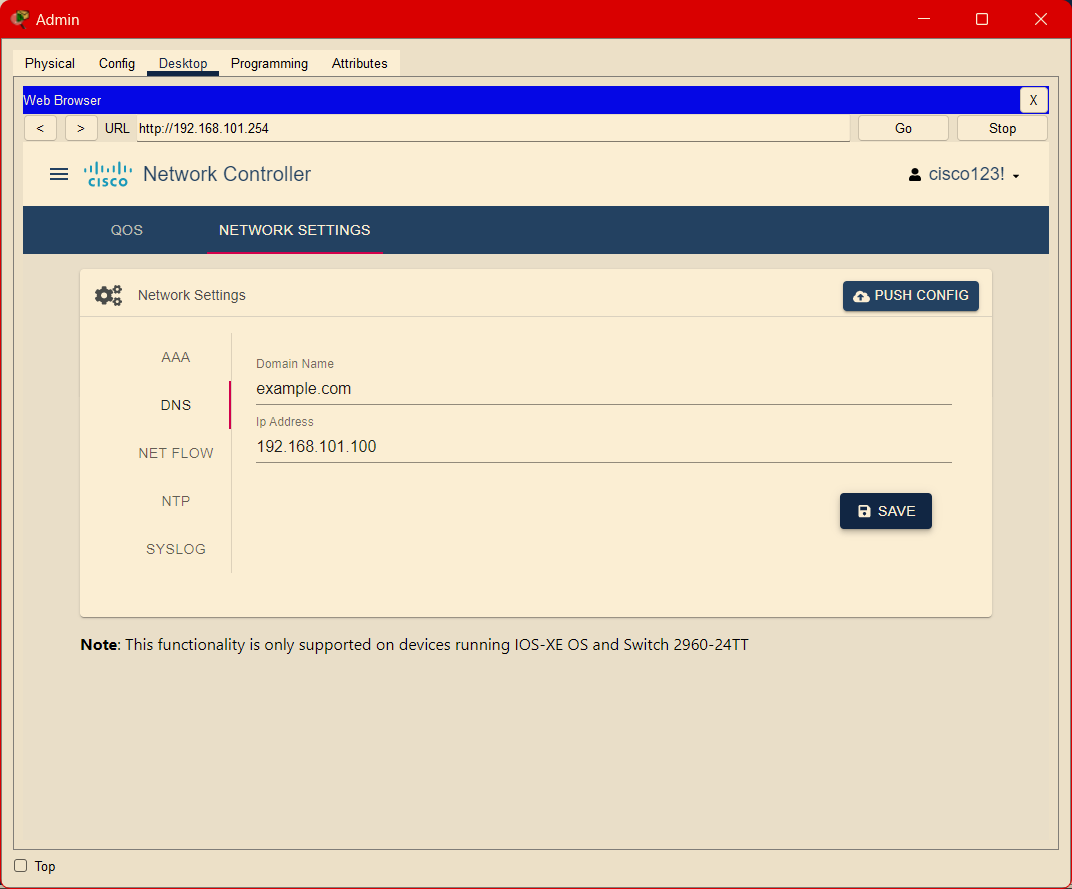 Admin
Physical Config Desktop Programming Attributes
Web Browser X
< > URL http://192.168.101.254 Go Stop
CISCO Network Controller cisco123!
QOS NETWORK SETTINGS
Network Settings PUSH CONFIG
AAA
Domain Name
example.com
DNS
Ip Address
192.168.101.100
NET FLOW
NTP
SAVE
SYSLOG
Note: This functionality is only supported on devices running IOS-XE OS and Switch 2960-24TT
Top